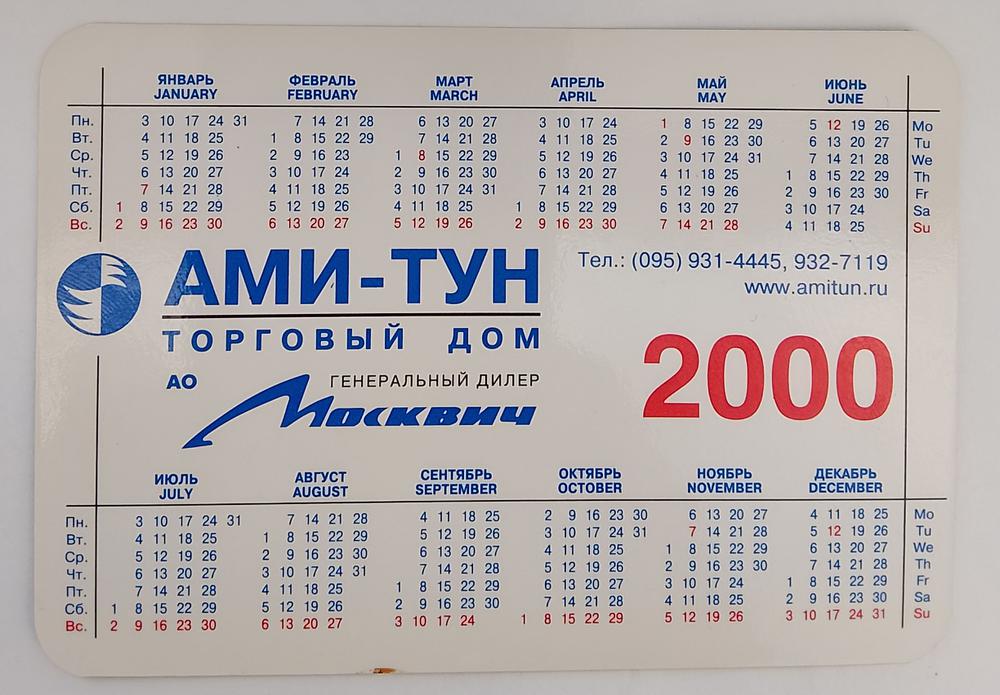 ЯНВАРЬ ФЕВРАЛЬ МАРТ АПРЕЛЬ МАЙ ИЮНЬ
JANUARY FEBRUARY MARCH APRIL MAY JUNE
Пн. 3 10 17 24 31 7 14 21 28 6 13 20 27 3 10 17 24 1 8 15 22 29 5 12 19 26 Mo
Вт. 4 11 18 25 1 8 15 22 29 7 14 21 28 4 11 18 25 2 9 16 23 30 6 13 20 27 Tu
Ср. 5 12 19 26 2 9 16 23 1 8 15 22 29 5 12 19 26 3 10 17 24 31 7 14 21 28 We
Чт. 6 13 20 27 3 10 17 24 2 9 16 23 30 6 13 20 27 4 11 18 25 1 8 15 22 29 Th
Пт. 7 14 21 28 4 11 18 25 3 10 17 24 31 7 14 21 28 5 12 19 26 2 9 16 23 30 Fr
Сб. 1 8 15 22 29 5 12 19 26 4 11 18 25 1 8 15 22 29 6 13 20 27 3 10 17 24 Sa
Вс. 2 9 16 23 30 6 13 20 27 5 12 19 26 2 9 16 23 30 7 14 21 28 4 11 18 25 Su
АМИ-ТУН
ТОРГОВЫЙ ДОМ
Тел.: (095) 931-4445, 932-7119
www.amitun.ru
АО ГЕНЕРАЛЬНЫЙ ДИЛЕР
Москвич
2000
ИЮЛЬ АВГУСТ СЕНТЯБРЬ ОКТЯБРЬ НОЯБРЬ ДЕКАБРЬ
JULY AUGUST SEPTEMBER OCTOBER NOVEMBER DECEMBER
Пн. 3 10 17 24 31 7 14 21 28 4 11 18 25 2 9 16 23 30 6 13 20 27 4 11 18 25 Mo
Вт. 4 11 18 25 1 8 15 22 29 5 12 19 26 3 10 17 24 31 7 14 21 28 5 12 19 26 Tu
Ср. 5 12 19 26 2 9 16 23 30 6 13 20 27 4 11 18 25 1 8 15 22 29 6 13 20 27 We
Чт. 6 13 20 27 3 10 17 24 31 7 14 21 28 5 12 19 26 2 9 16 23 30 7 14 21 28 Th
Пт. 7 14 21 28 4 11 18 25 1 8 15 22 29 6 13 20 27 3 10 17 24 1 8 15 22 29 Fr
Сб. 1 8 15 22 29 5 12 19 26 2 9 16 23 30 7 14 21 28 4 11 18 25 2 9 16 23 30 Sa
Вс. 2 9 16 23 30 6 13 20 27 3 10 17 24 1 8 15 22 29 5 12 19 26 3 10 17 24 31 Su